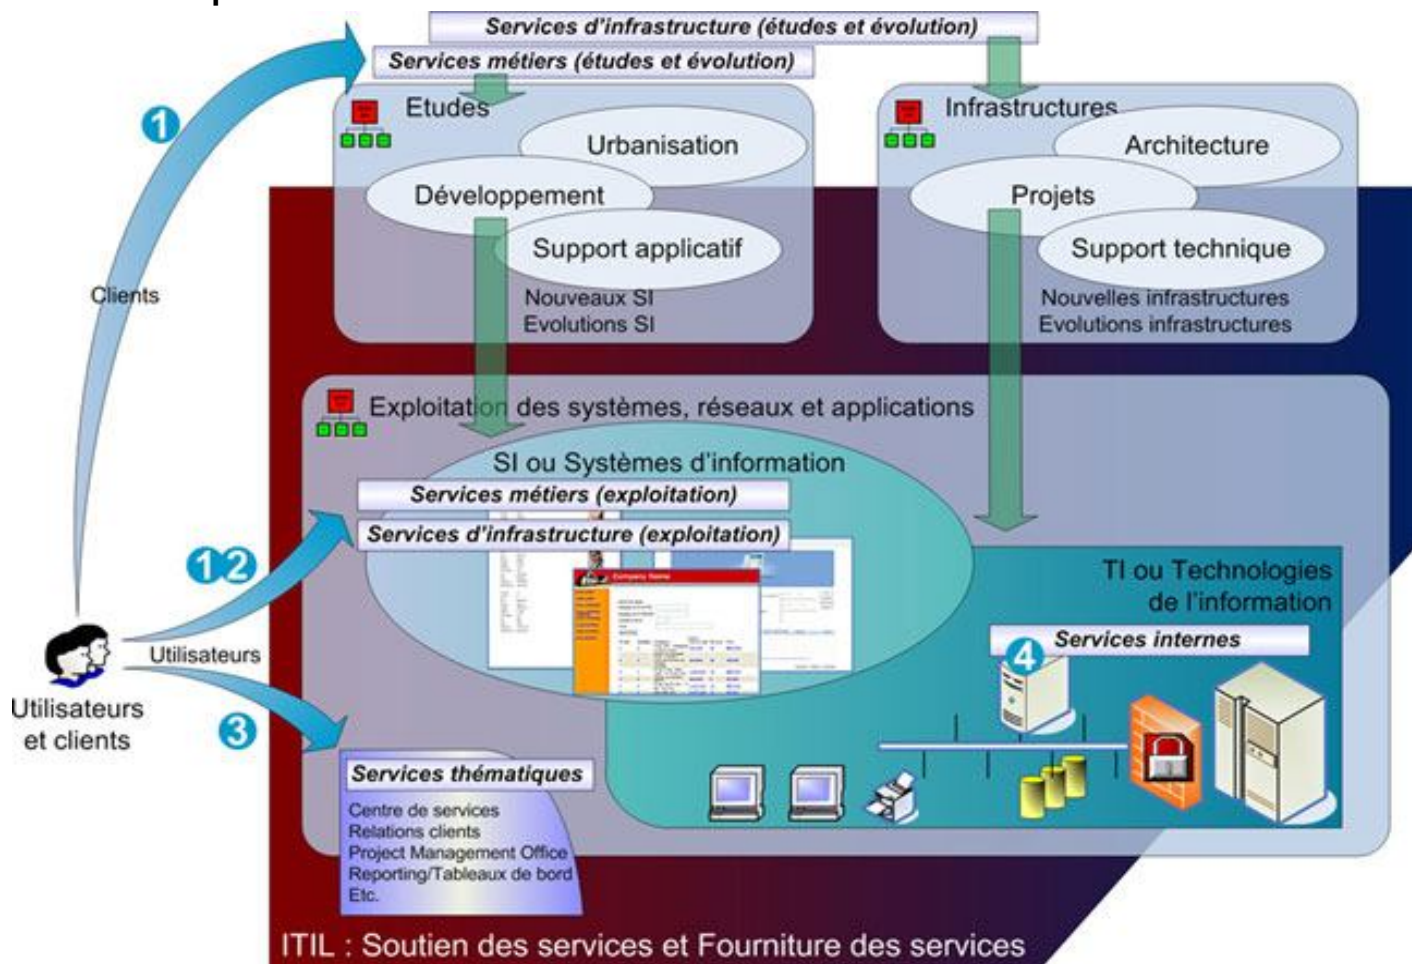 Services d'infrastructure (études et évolution)
Services métiers (études et évolution)
Etudes
Urbanisation
Développement
Support applicatif
Nouveaux SI
Evolutions SI
Infrastructures
Architecture
Projets
Support technique
Nouvelles infrastructures
Evolutions infrastructures
1
Clients
Exploitation des systèmes, réseaux et applications
SI ou Systèmes d'information
Services métiers (exploitation)
Services d'infrastructure (exploitation)
Company Name
1 2
TI ou Technologies
de l'information
Services internes
4
Utilisateurs
Utilisateurs
et clients
3
Services thématiques
Centre de services
Relations clients
Project Management Office
Reporting/Tableaux de bord
Etc.
ITIL : Soutien des services et Fourniture des services